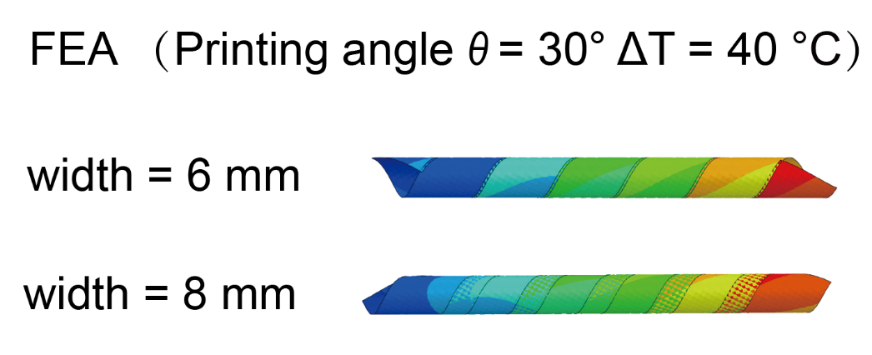 FEA （Printing angle θ = 30° ΔT = 40 °C）
width = 6 mm
width = 8 mm